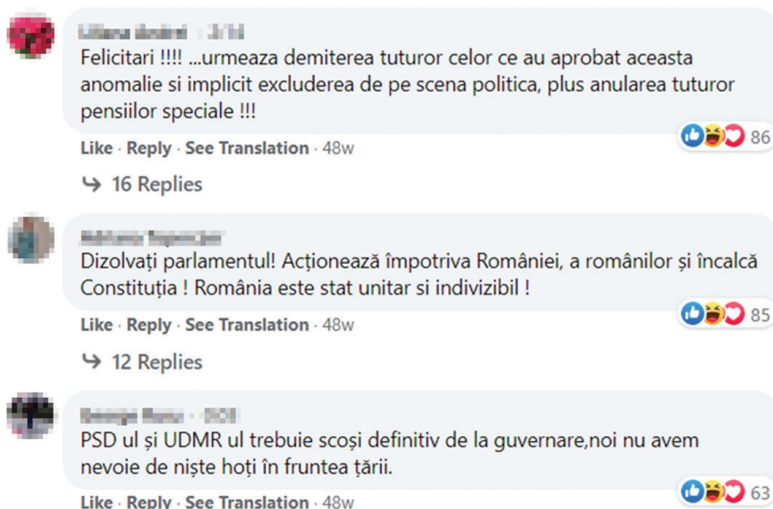 Felicitari !!!! ...urmeaza demiterea tuturor celor ce au aprobat aceasta
anomalie si implicit excluderea de pe scena politica, plus anularea tuturor
pensiilor speciale !!!
86
Like · Reply · See Translation · 48w
16 Replies
Dizolvați parlamentul! Acționează împotriva României, a românilor și încalcă
Constituția ! România este stat unitar si indivizibil !
85
Like · Reply · See Translation · 48w
12 Replies
PSD ul și UDMR ul trebuie scoși definitiv de la guvernare,noi nu avem
nevoie de niște hoți în fruntea țării.
63
Like · Reply · See Translation · 48w